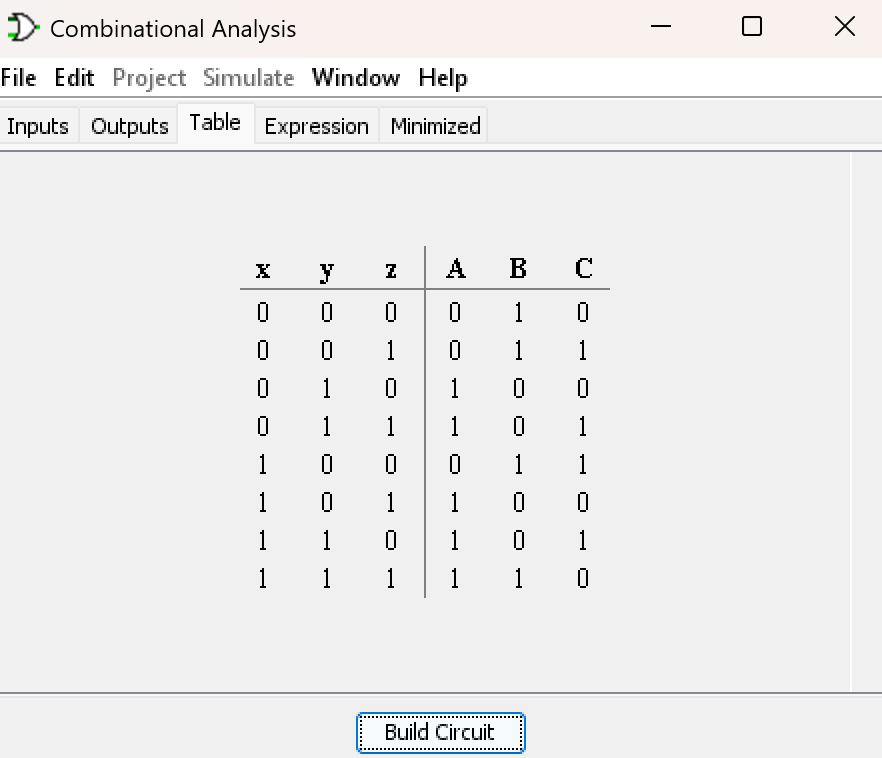 Combinational Analysis
File Edit Project Simulate Window Help
Inputs Outputs Table Expression Minimized
x y z A B C
0 0 0 0 1 0
0 0 1 0 1 1
0 1 0 1 0 0
0 1 1 1 0 1
1 0 0 0 1 1
1 0 1 1 0 0
1 1 0 1 0 1
1 1 1 1 1 0
Build Circuit